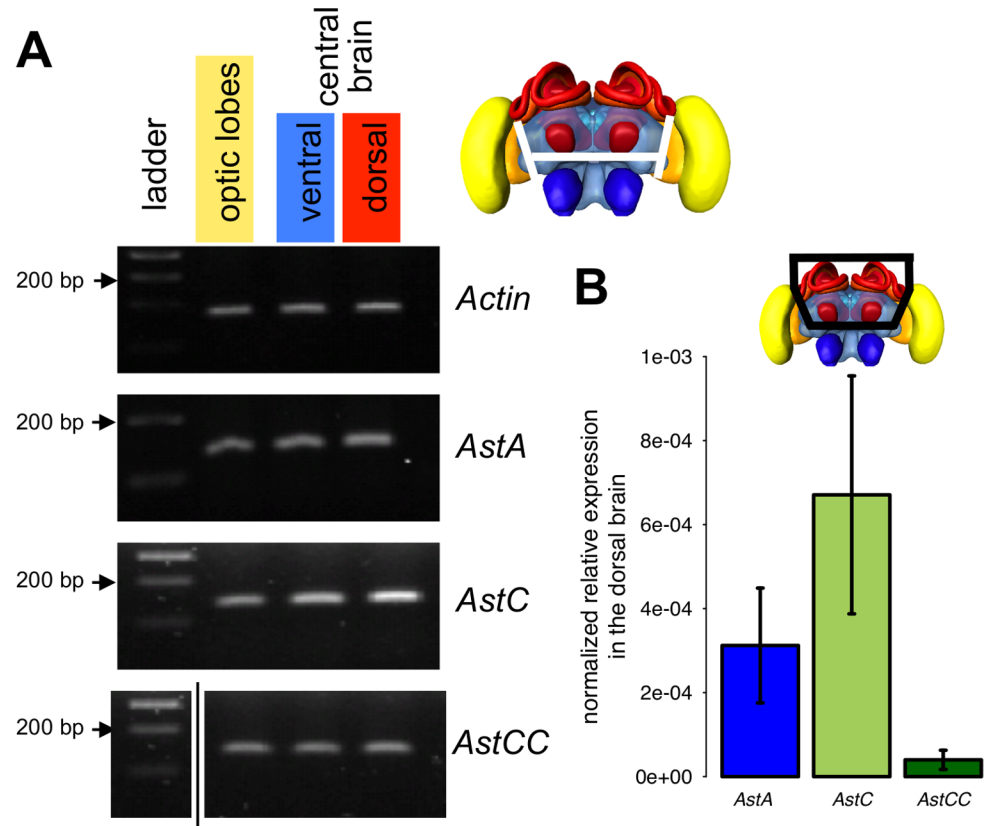 A
ladder
optic lobes
ventral
central
brain
dorsal
200 bp
Actin
200 bp
AstA
200 bp
AstC
200 bp
AstCC
B
normalized relative expression
in the dorsal brain
1e-03
8e-04
6e-04
4e-04
2e-04
0e+00
AstA
AstC
AstCC